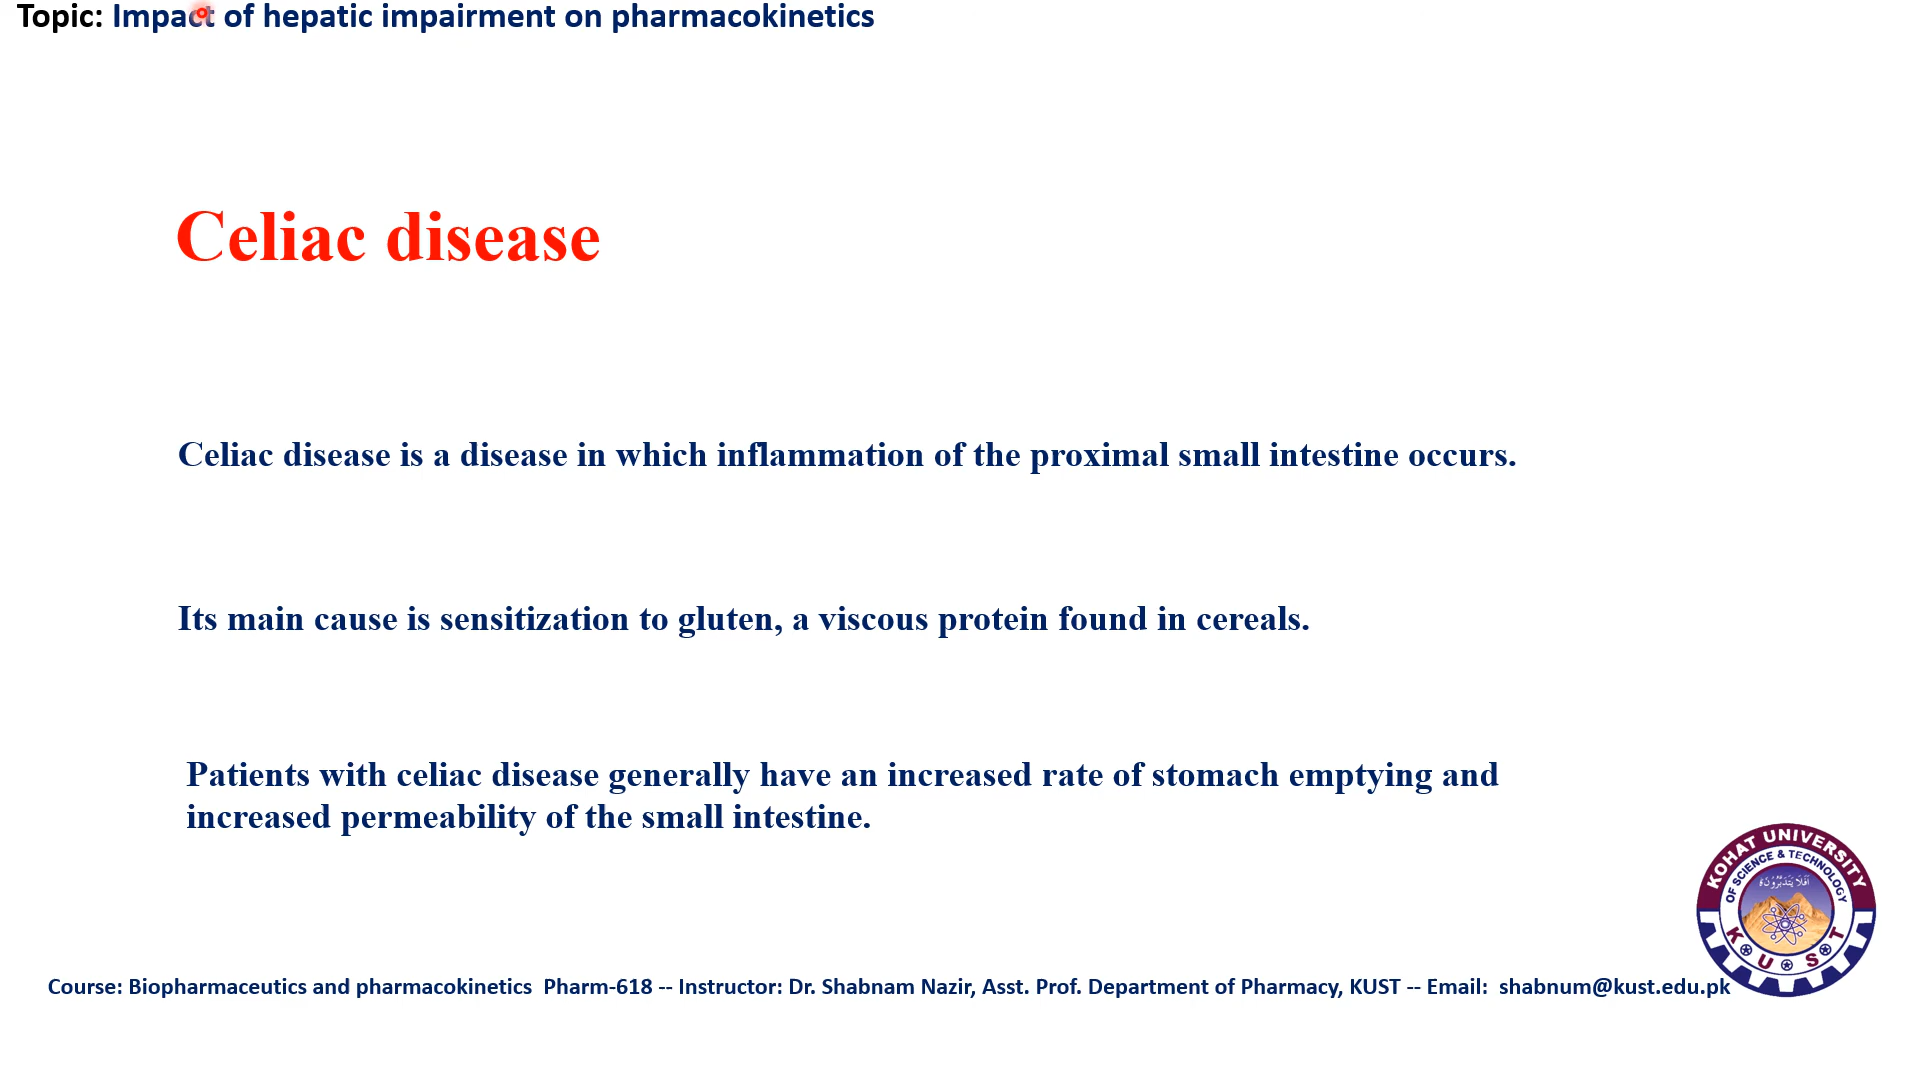 Topic: Impact of hepatic impairment on pharmacokinetics
Celiac disease
Celiac disease is a disease in which inflammation of the proximal small intestine occurs.
Its main cause is sensitization to gluten, a viscous protein found in cereals.
Patients with celiac disease generally have an increased rate of stomach emptying and
increased permeability of the small intestine.
KOHAT UNIVERSITY
OF SCIENCE & TECHNOLOGY
K U S T
Course: Biopharmaceutics and pharmacokinetics  Pharm-618 -- Instructor: Dr. Shabnam Nazir, Asst. Prof. Department of Pharmacy, KUST -- Email:  shabnum@kust.edu.pk